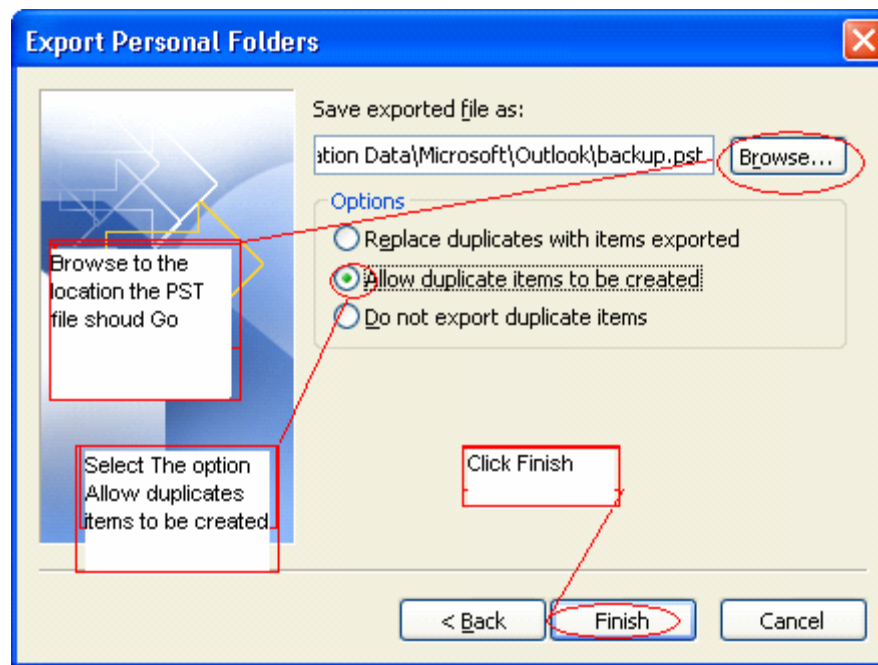 Export Personal Folders
Save exported file as:
ation Data\Microsoft\Outlook\backup.pst
Browse...
Options
Replace duplicates with items exported
Allow duplicate items to be created
Do not export duplicate items
Browse to the
location the PST
file shoud Go
Select The option
Allow duplicates
items to be created
Click Finish
< Back
Finish
Cancel